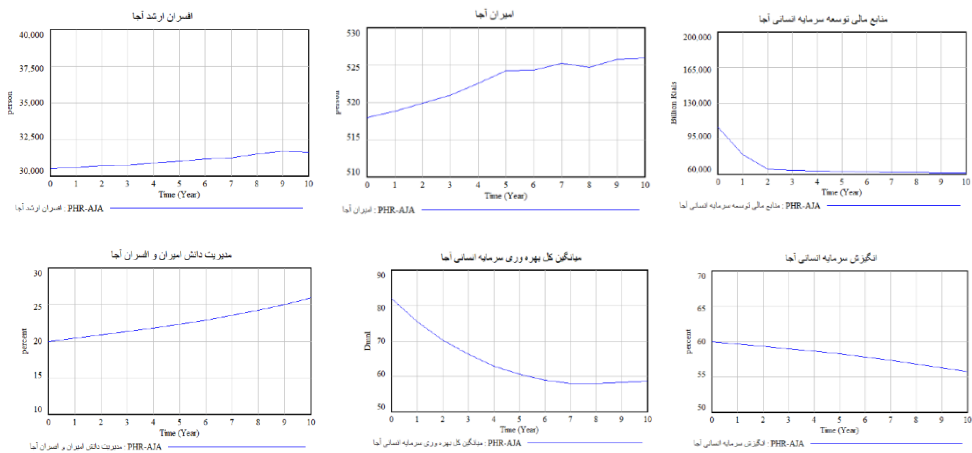 افسران ارشد آجا
40,000
37,500
35,000
32,500
30,000
person
0 1 2 3 4 5 6 7 8 9 10
Time (Year)
افسران ارشد آجا : PHR-AJA
امیران آجا
530
525
520
515
510
person
0 1 2 3 4 5 6 7 8 9 10
Time (Year)
امیران آجا : PHR-AJA
منابع مالی توسعه سرمایه انسانی آجا
200,000
165,000
130,000
95,000
60,000
Billion Rials
0 1 2 3 4 5 6 7 8 9 10
Time (Year)
منابع مالی توسعه سرمایه انسانی آجا : PHR-AJA
مدیریت دانش امیران و افسران آجا
30
25
20
15
10
percent
0 1 2 3 4 5 6 7 8 9 10
Time (Year)
مدیریت دانش امیران و افسران آجا : PHR-AJA
میانگین کل بهره وری سرمایه انسانی آجا
90
80
70
60
50
Dmnl
0 1 2 3 4 5 6 7 8 9 10
Time (Year)
میانگین کل بهره وری سرمایه انسانی آجا : PHR-AJA
انگیزش سرمایه انسانی آجا
70
65
60
55
50
percent
0 1 2 3 4 5 6 7 8 9 10
Time (Year)
انگیزش سرمایه انسانی آجا : PHR-AJA